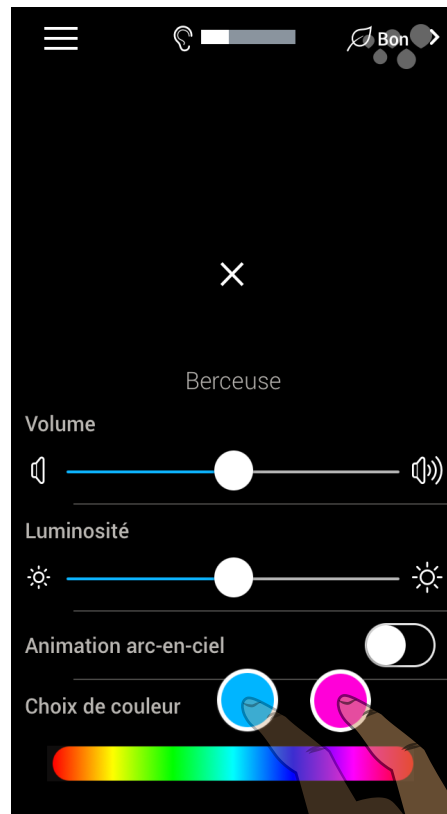 Bon
Berceuse
Volume
Luminosité
Animation arc-en-ciel
Choix de couleur